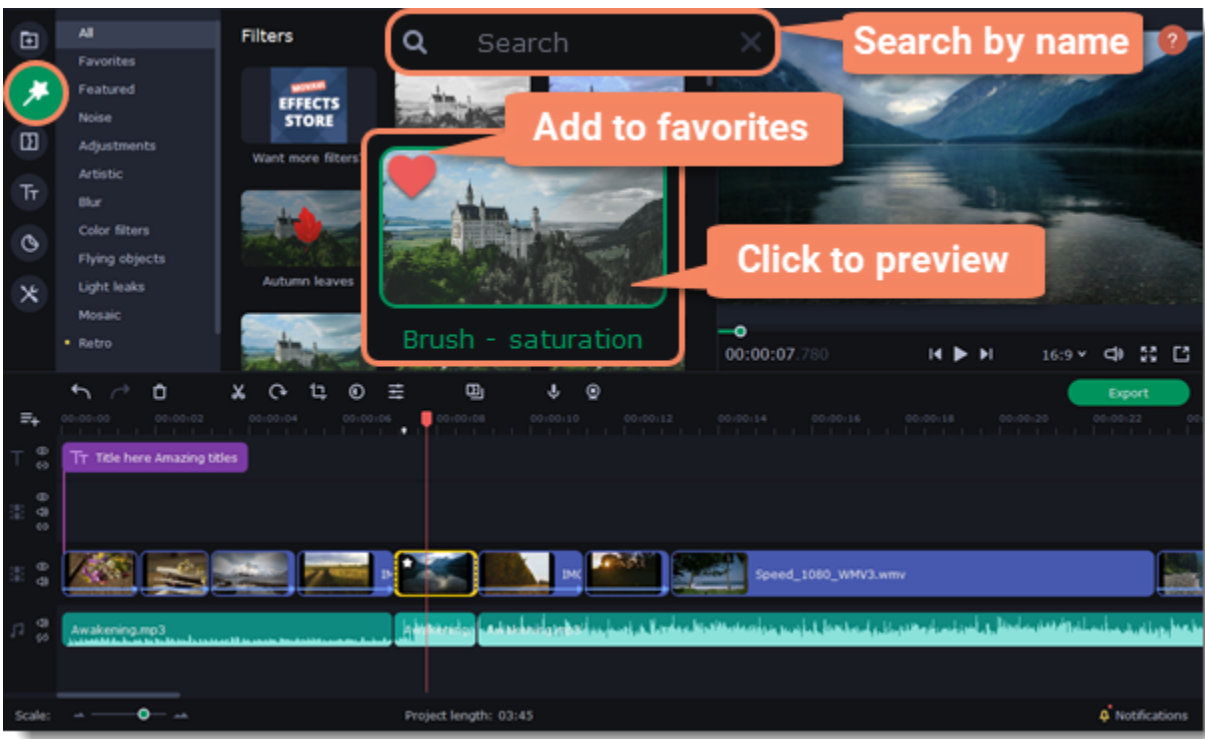 All
Favorites
Featured
Noise
Adjustments
Artistic
Blur
Color filters
Flying objects
Light leaks
Mosaic
Retro
Filters
Search
Search by name
?
MOVAVI
EFFECTS
STORE
Want more filters?
Add to favorites
Autumn leaves
Click to preview
Brush - saturation
00:00:07.780
16:9
Export
00:00:00 00:00:02 00:00:04 00:00:06 00:00:08 00:00:10 00:00:12 00:00:14 00:00:16 00:00:18 00:00:20 00:00:22
Title here Amazing titles
Speed_1080_WMV3.wmv
Awakening.mp3
Scale:
Project length: 03:45
Notifications